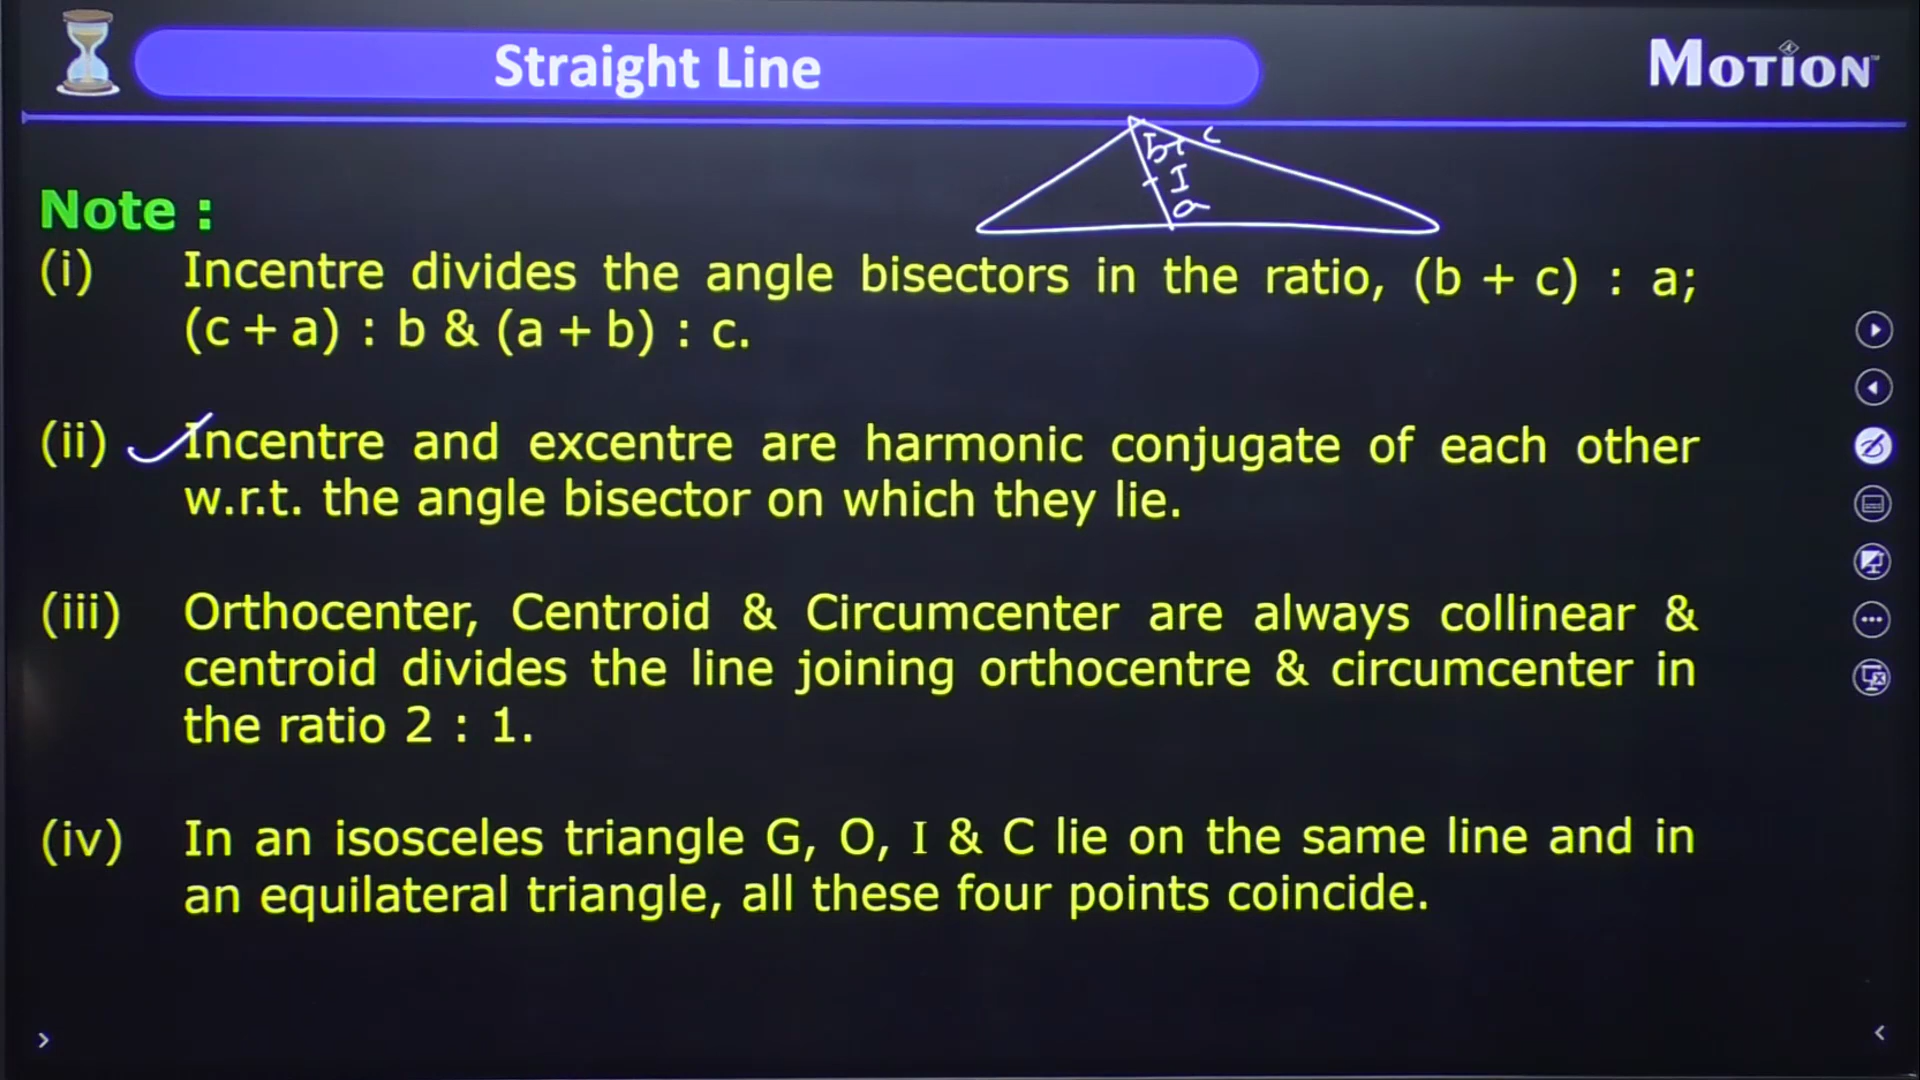 Straight Line
MOTION
b+c
I
a
Note :
(i) Incentre divides the angle bisectors in the ratio, (b + c) : a;
(c + a) : b & (a + b) : c.
(ii) Incentre and excentre are harmonic conjugate of each other
w.r.t. the angle bisector on which they lie.
(iii) Orthocenter, Centroid & Circumcenter are always collinear &
centroid divides the line joining orthocentre & circumcenter in
the ratio 2 : 1.
(iv) In an isosceles triangle G, O, I & C lie on the same line and in
an equilateral triangle, all these four points coincide.